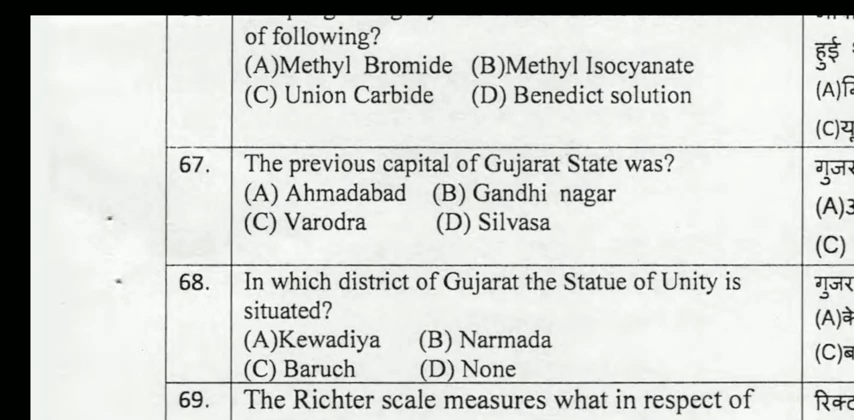 of following?
(A)Methyl Bromide (B)Methyl Isocyanate
(C) Union Carbide (D) Benedict solution
67. The previous capital of Gujarat State was?
(A) Ahmadabad (B) Gandhi nagar
(C) Varodra (D) Silvasa
68. In which district of Gujarat the Statue of Unity is
situated?
(A)Kewadiya (B) Narmada
(C) Baruch (D) None
69. The Richter scale measures what in respect of
हुई
(A)
(C)
(A)
(C)
(A)
(C)